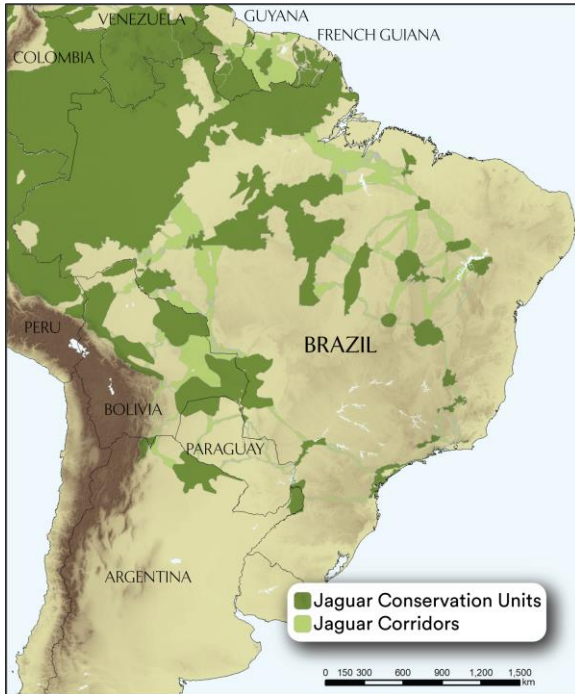 GUYANA
VENEZUELA
FRENCH GUIANA
COLOMBIA
PERU
BRAZIL
BOLIVIA
PARAGUAY
ARGENTINA
Jaguar Conservation Units
Jaguar Corridors
0 150 300 600 900 1,200 1,500
km